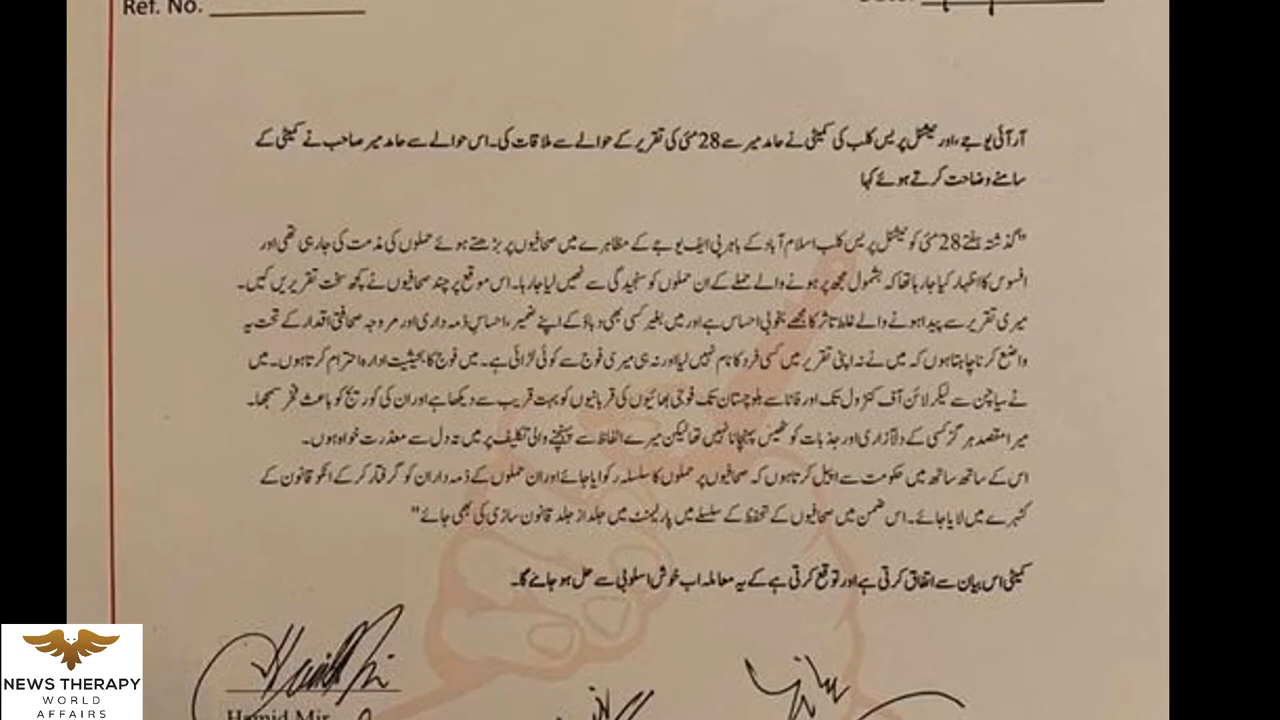 Ref. No.
آر آئی یو جے، اور نیشنل پریس کلب کی کمیٹی نے حامد میر سے 28 مئی کی تقریر کے حوالے سے ملاقات کی۔ اس حوالے سے حامد میر صاحب نے کمیٹی کے
سامنے وضاحت کرتے ہوئے کہا
"گذشتہ ہفتے 28 مئی کو نیشنل پریس کلب اسلام آباد کے باہر پی ایف یو جے کے مظاہرے میں صحافیوں پر بڑھتے ہوئے حملوں کی مذمت کی جارہی تھی اور
افسوس کا اظہار کیا جارہا تھا کہ بشمول مجھ پر ہونے والے حملے کے ان حملوں کو سنجیدگی سے نھیں لیا جارہا۔ اس موقع پر چند صحافیوں نے کچھ سخت تقریریں کیں۔
میری تقریر سے پیدا ہونے والے غلط تاثر کا مجھے بخوبی احساس ہے اور میں بغیر کسی بھی دباؤ کے اپنے ضمیر، احساسِ ذمہ داری اور مروجہ صحافتی اقدار کے تحت یہ
واضع کرنا چاہتا ہوں کہ میں نے نہ اپنی تقریر میں کسی فرد کا نام نہیں لیا اور نہ ہی میری فوج سے کوئی لڑائی ہے۔ میں فوج کا بحیثیت ادارہ احترام کرتا ہوں۔ میں
نے سیاچن سے لیکر لائن آف کنٹرول تک اور فاٹا سے بلوچستان تک فوجی بھائیوں کی قربانیوں کو بہت قریب سے دیکھا ہے اور ان کی کوریج کو باعث فخر سمجھا۔
میرا مقصد ہر گز کسی کے دلآزاری اور جذبات کو ٹھیس پہنچانا نہیں تھا لیکن میرے الفاظ سے پہنچنے والی تکلیف پر میں تہ دل سے معذرت خواہ ہوں۔
اس کے ساتھ ساتھ میں حکومت سے اپیل کرتا ہوں کہ صحافیوں پر حملوں کا سلسلہ رکوایا جائے اور ان حملوں کے ذمہ داران کو گرفتار کر کے انکو قانون کے
کٹہرے میں لایا جائے۔ اس ضمن میں صحافیوں کے تحفظ کے سلسلے میں پارلیمنٹ میں جلد از جلد قانون سازی کی بھی جائے"
کمیٹی اس بیان سے اتفاق کرتی ہے اور توقع کرتی ہے کے یہ معاملہ اب خوش اسلوبی سے حل ہو جائے گا۔
Hamid Mir
Hamid Mir
NEWS THERAPY
WORLD
AFFAIRS